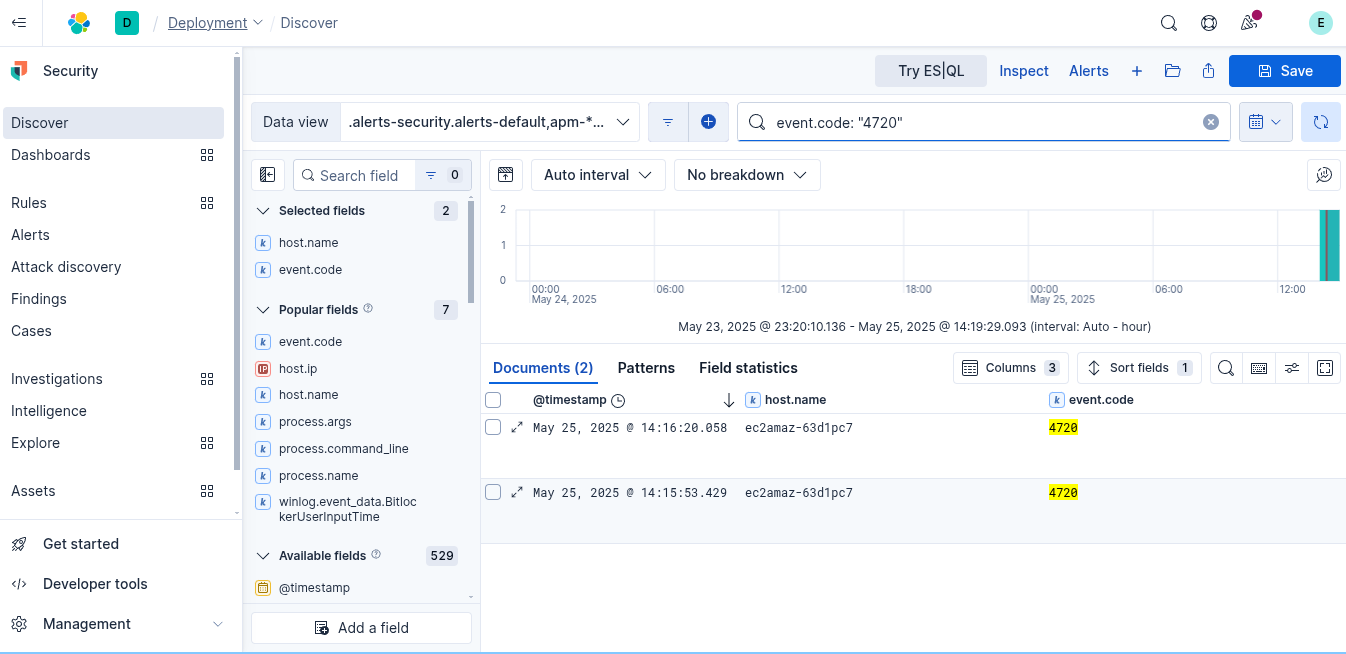 D / Deployment / Discover
E
Security
Try ES|QL Inspect Alerts + Save
Discover
Dashboards
Rules
Alerts
Attack discovery
Findings
Cases
Investigations
Intelligence
Explore
Assets
Get started
Developer tools
Management
Data view .alerts-security.alerts-default,apm-*...
event.code: "4720"
Search field 0
Selected fields 2
host.name
event.code
Popular fields 7
event.code
IP host.ip
host.name
process.args
process.command_line
process.name
winlog.event_data.Bitloc
kerUserInputTime
Available fields 529
@timestamp
Add a field
Auto interval No breakdown
2
1
0
00:00 06:00 12:00 18:00 00:00 06:00 12:00
May 24, 2025 May 25, 2025
May 23, 2025 @ 23:20:10.136 - May 25, 2025 @ 14:19:29.093 (interval: Auto - hour)
Documents (2) Patterns Field statistics Columns 3 Sort fields 1
@timestamp k host.name k event.code
May 25, 2025 @ 14:16:20.058 ec2amaz-63d1pc7 4720
May 25, 2025 @ 14:15:53.429 ec2amaz-63d1pc7 4720